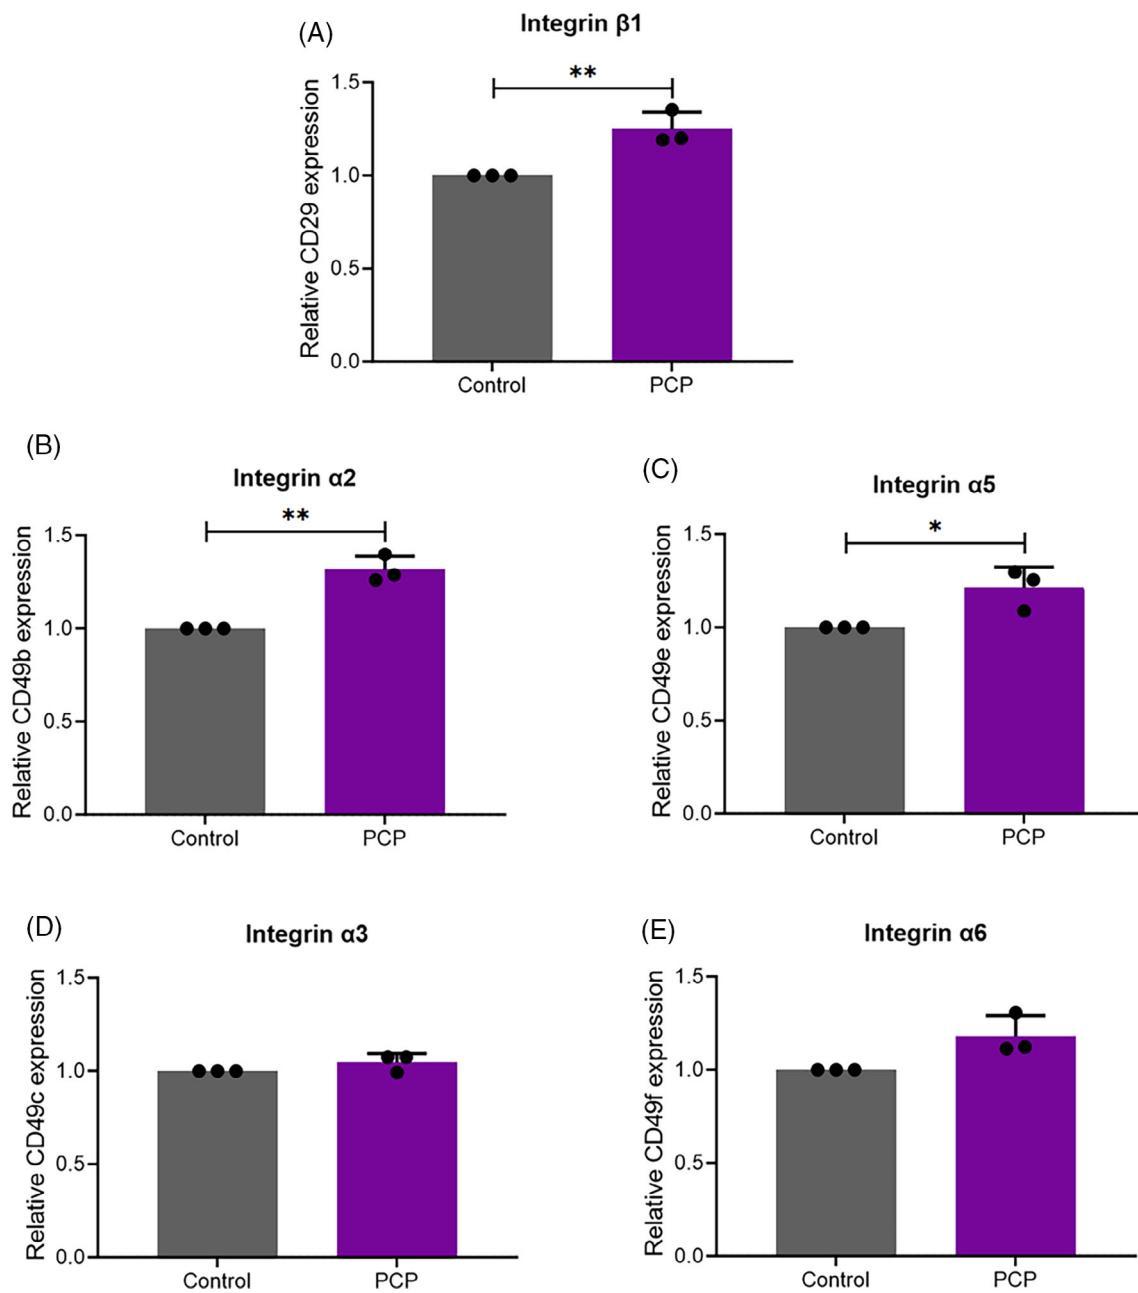 (A)
Integrin β1
**
Relative CD29 expression
1.5
1.0
0.5
0.0
Control PCP
(B)
Integrin α2
**
Relative CD49b expression
1.5
1.0
0.5
0.0
Control PCP
(C)
Integrin α5
*
Relative CD49e expression
1.5
1.0
0.5
0.0
Control PCP
(D)
Integrin α3
Relative CD49c expression
1.5
1.0
0.5
0.0
Control PCP
(E)
Integrin α6
Relative CD49f expression
1.5
1.0
0.5
0.0
Control PCP